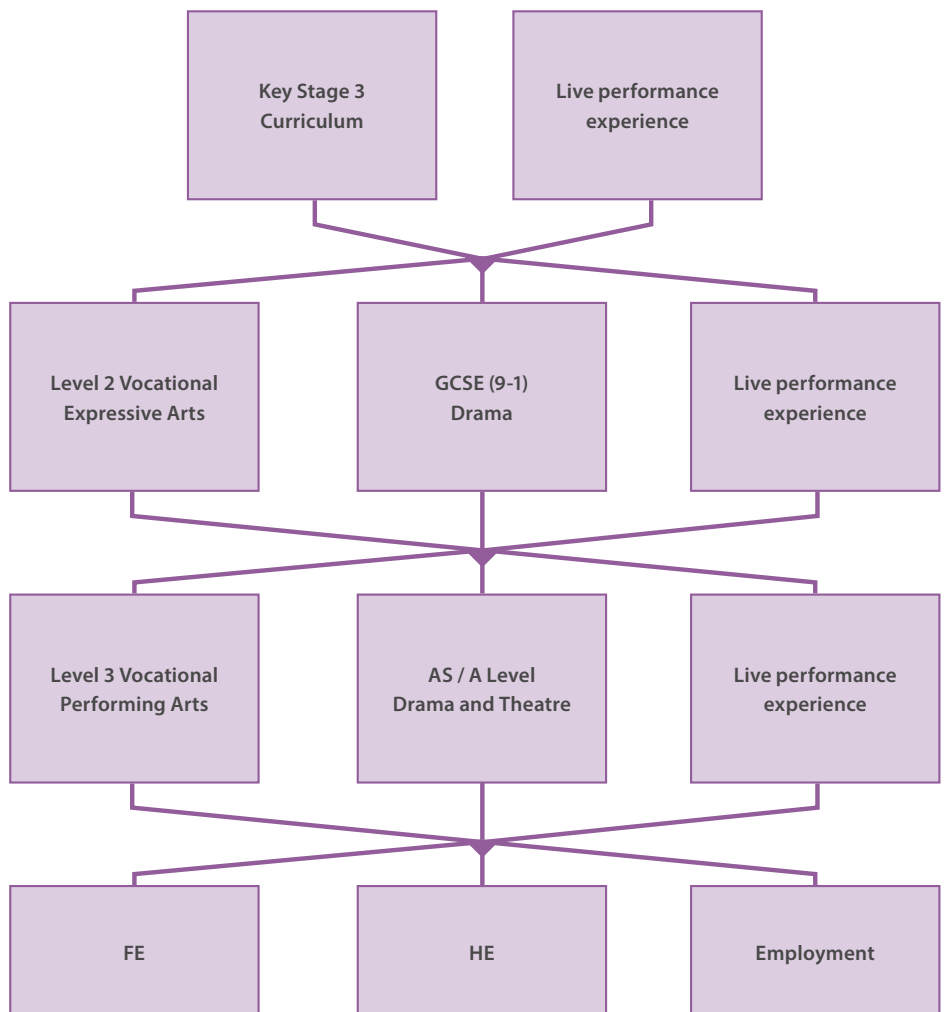 Key Stage 3
Curriculum
Live performance
experience
Level 2 Vocational
Expressive Arts
GCSE (9-1)
Drama
Live performance
experience
Level 3 Vocational
Performing Arts
AS / A Level
Drama and Theatre
Live performance
experience
FE
HE
Employment